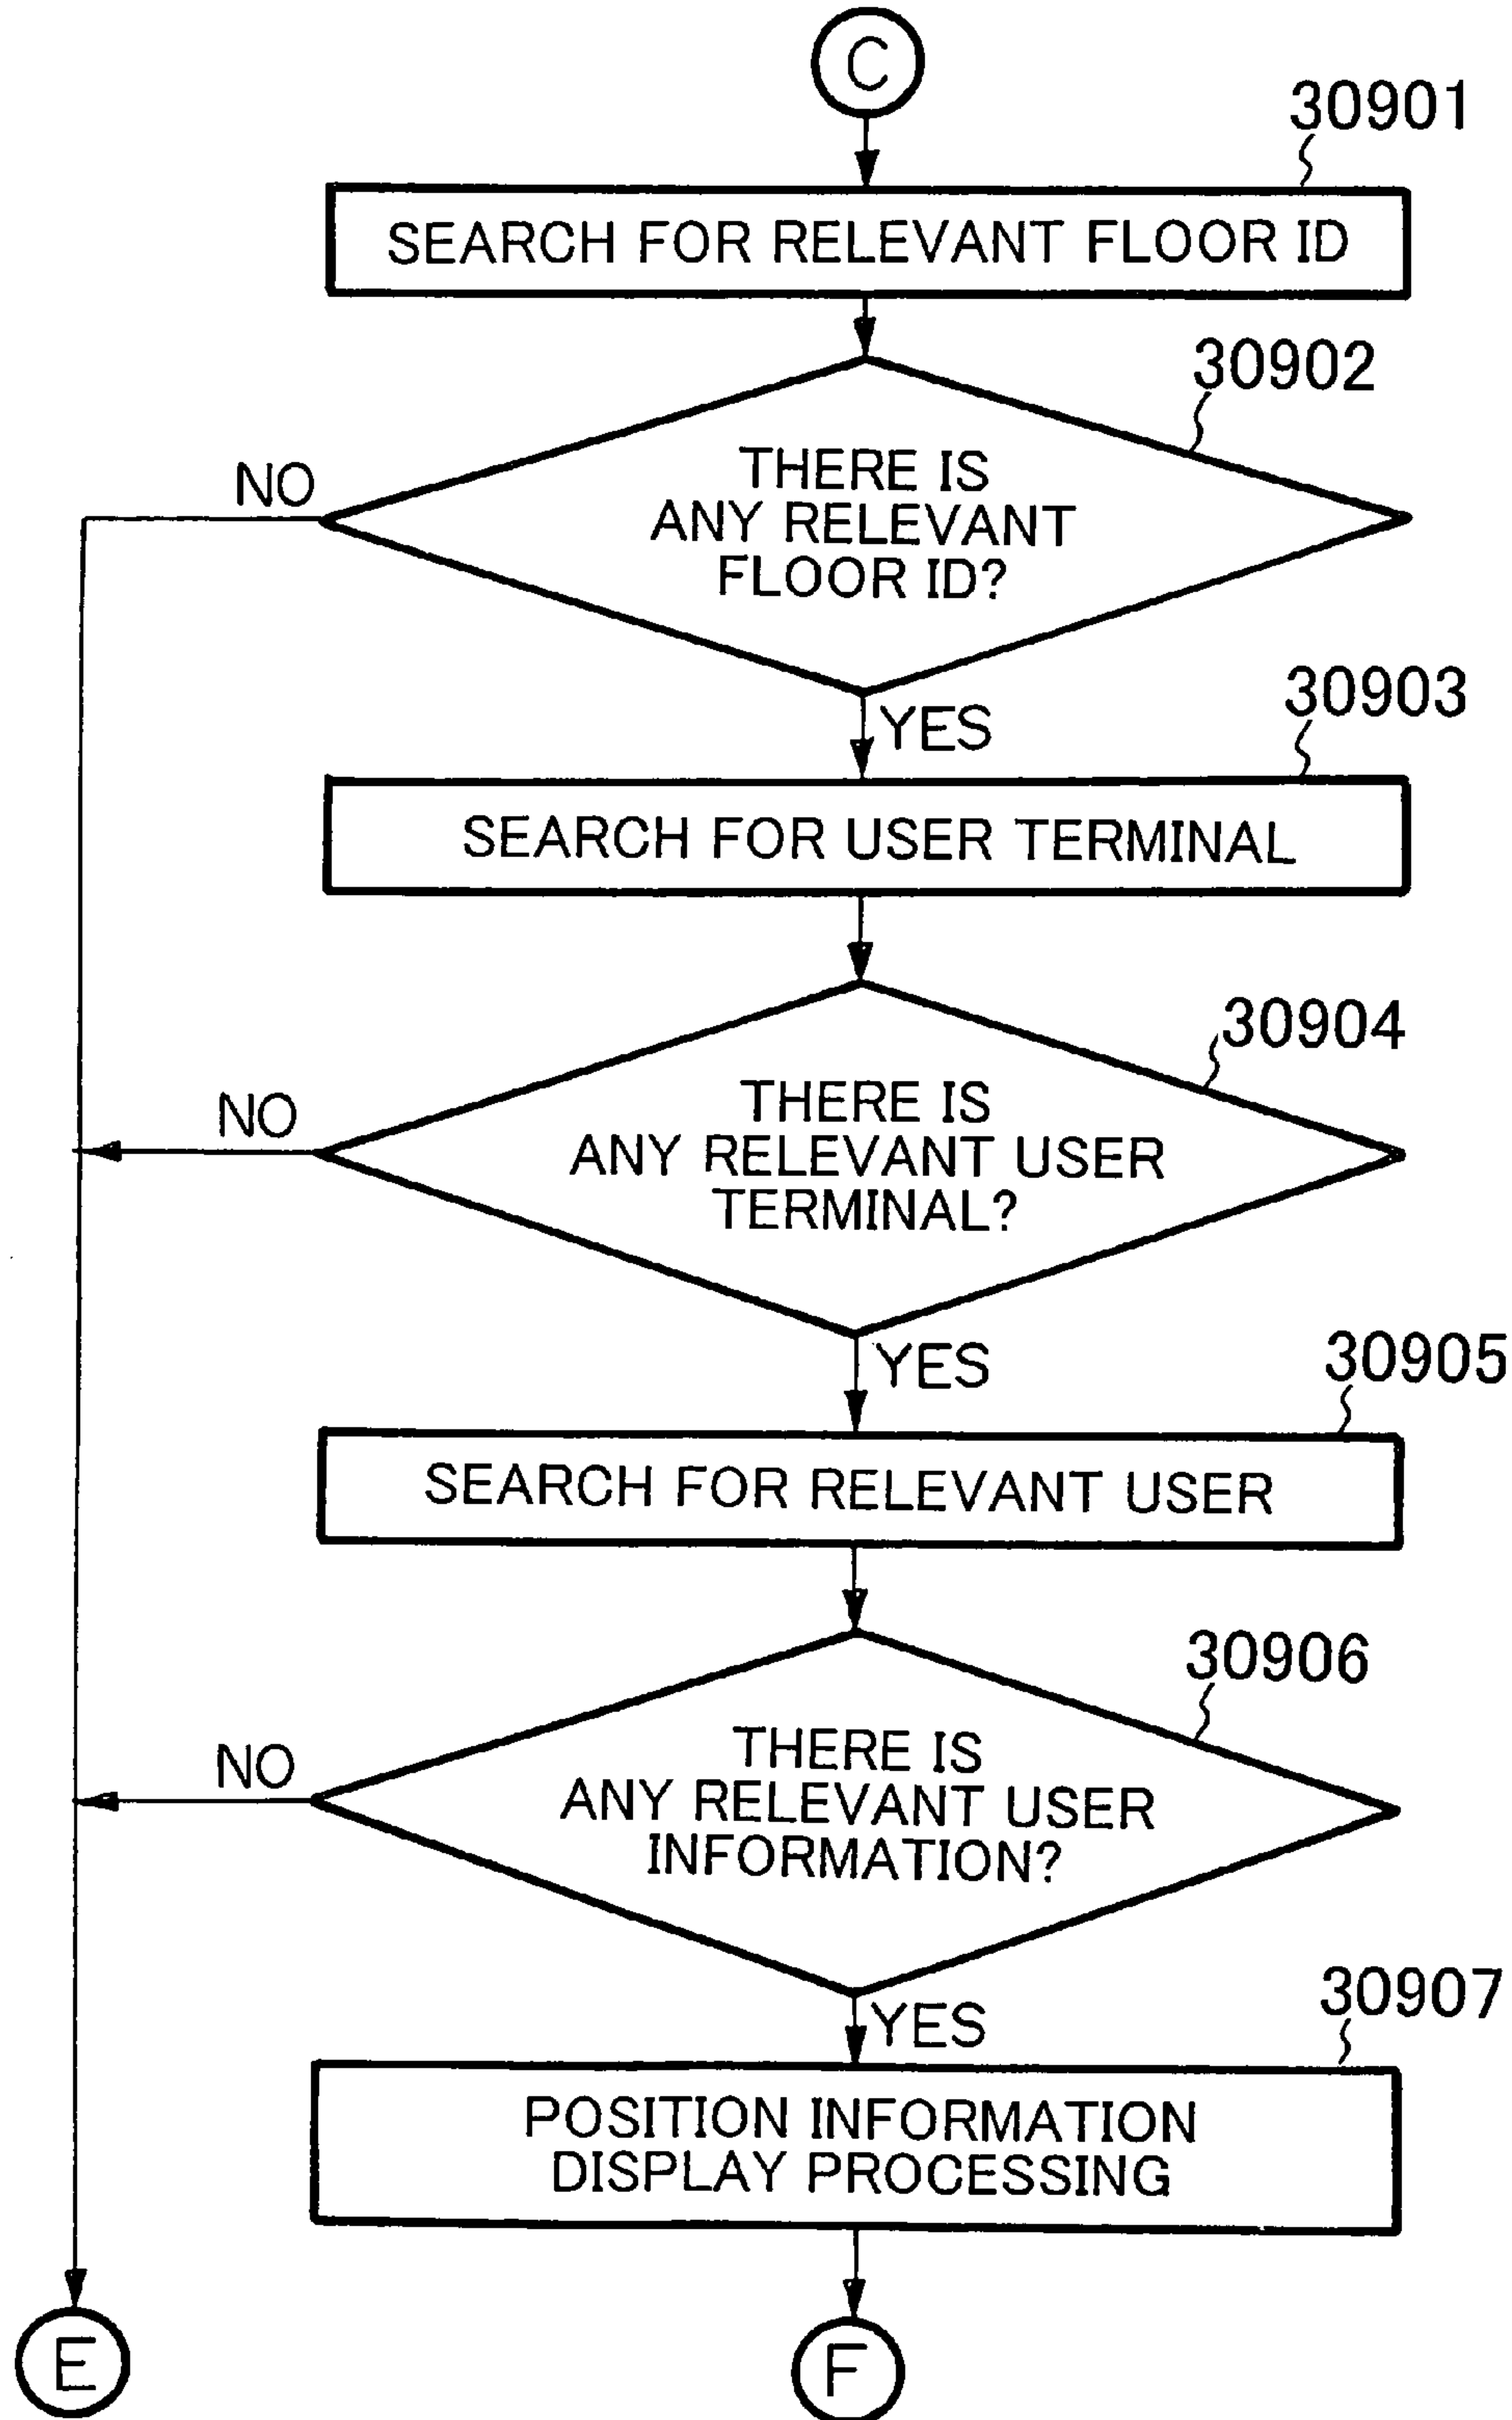 C
30901
SEARCH FOR RELEVANT FLOOR ID
30902
NO
THERE IS
ANY RELEVANT
FLOOR ID?
YES
30903
SEARCH FOR USER TERMINAL
30904
NO
THERE IS
ANY RELEVANT USER
TERMINAL?
YES
30905
SEARCH FOR RELEVANT USER
30906
NO
THERE IS
ANY RELEVANT USER
INFORMATION?
YES
30907
POSITION INFORMATION
DISPLAY PROCESSING
E
F